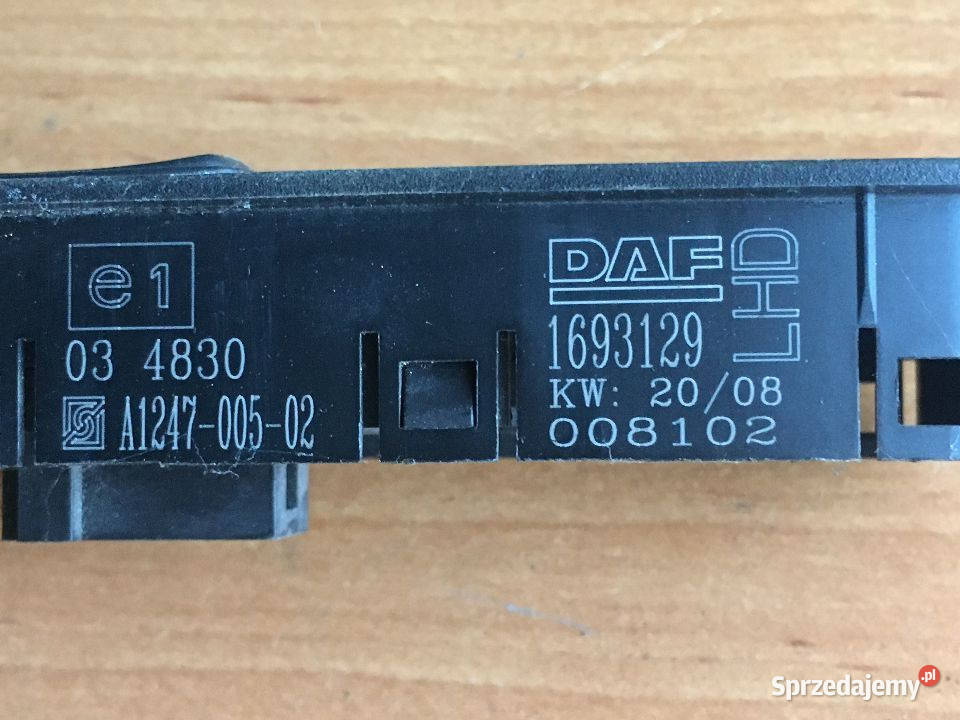 e1
03 4830
A1247-005-02
DAF
LHD
1693129
KW: 20/08
008102
Sprzedajemy.pl